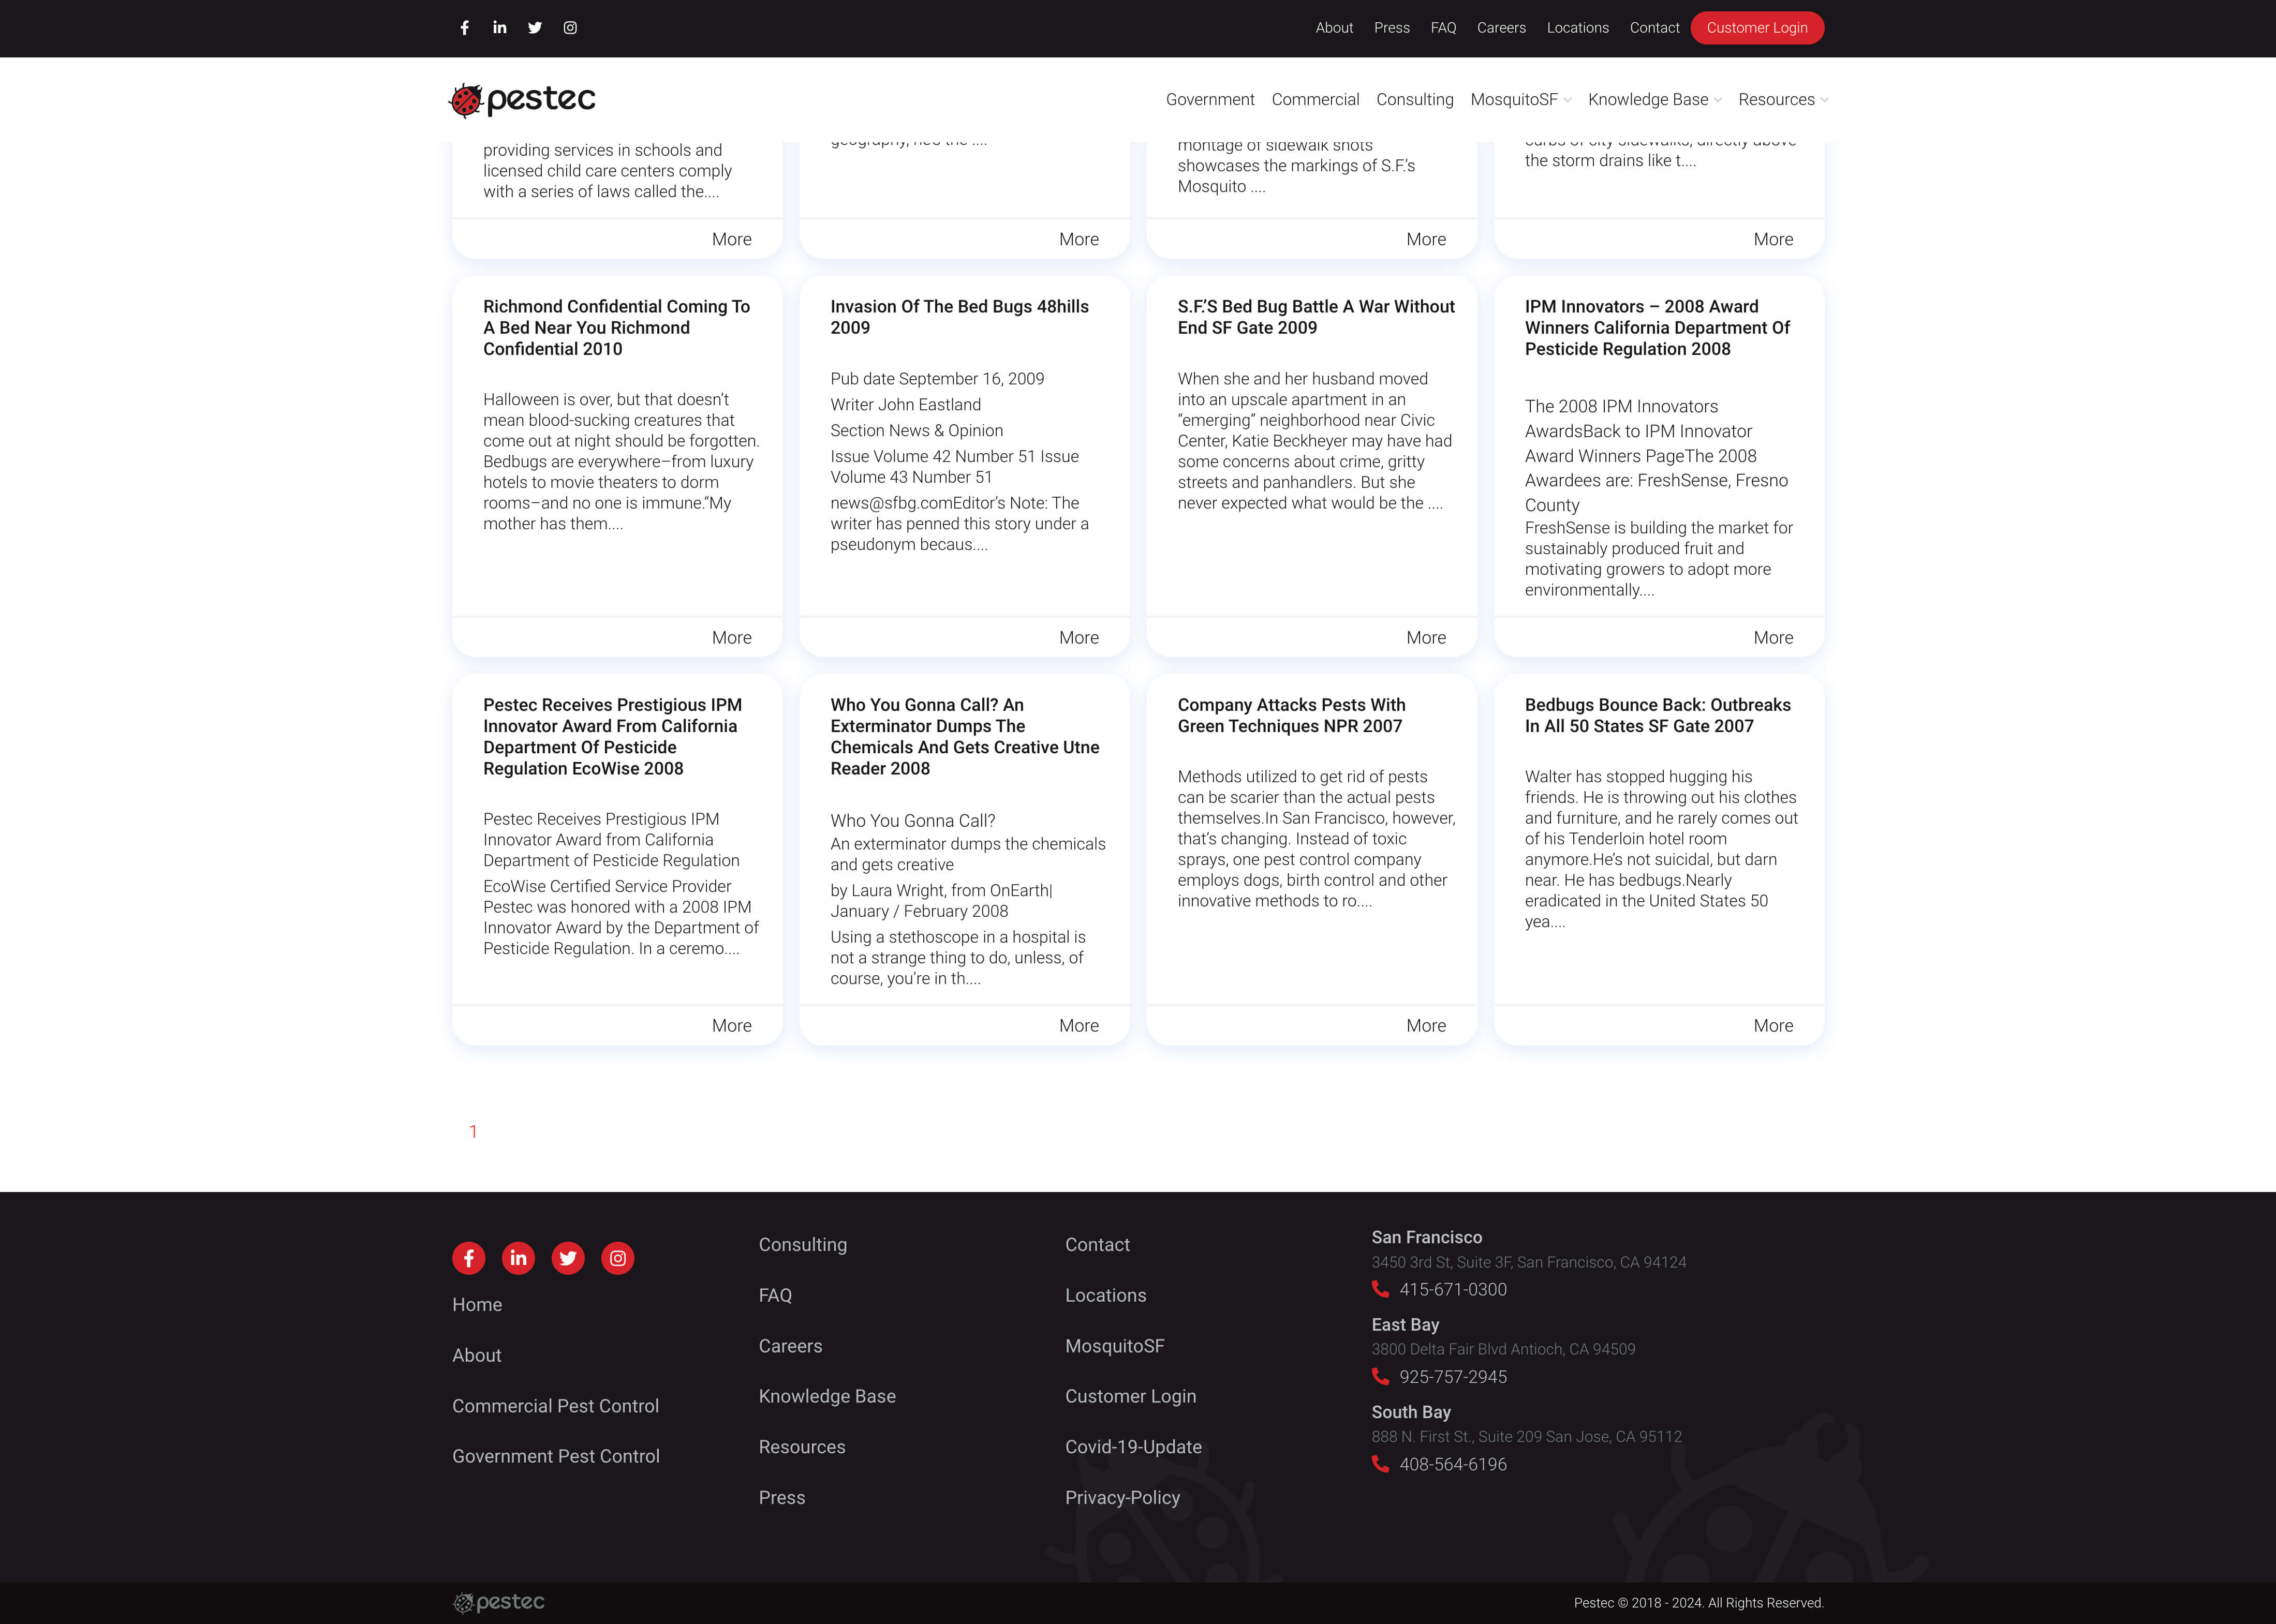 About Press FAQ Careers Locations Contact Customer Login
pestec
Government Commercial Consulting MosquitoSF Knowledge Base Resources
providing services in schools and
licensed child care centers comply
with a series of laws called the....
More
geography, he's the ....
More
montage of sidewalk shots
showcases the markings of S.F.'s
Mosquito ....
More
curbs of city sidewalks, directly above
the storm drains like t....
More
Richmond Confidential Coming To
A Bed Near You Richmond
Confidential 2010
Halloween is over, but that doesn't
mean blood-sucking creatures that
come out at night should be forgotten.
Bedbugs are everywhere–from luxury
hotels to movie theaters to dorm
rooms–and no one is immune.“My
mother has them....
More
Invasion Of The Bed Bugs 48hills
2009
Pub date September 16, 2009
Writer John Eastland
Section News & Opinion
Issue Volume 42 Number 51 Issue
Volume 43 Number 51
news@sfbg.comEditor's Note: The
writer has penned this story under a
pseudonym becaus....
More
S.F.'S Bed Bug Battle A War Without
End SF Gate 2009
When she and her husband moved
into an upscale apartment in an
“emerging” neighborhood near Civic
Center, Katie Beckheyer may have had
some concerns about crime, gritty
streets and panhandlers. But she
never expected what would be the ....
More
IPM Innovators – 2008 Award
Winners California Department Of
Pesticide Regulation 2008
The 2008 IPM Innovators
AwardsBack to IPM Innovator
Award Winners PageThe 2008
Awardees are: FreshSense, Fresno
County
FreshSense is building the market for
sustainably produced fruit and
motivating growers to adopt more
environmentally....
More
Pestec Receives Prestigious IPM
Innovator Award From California
Department Of Pesticide
Regulation EcoWise 2008
Pestec Receives Prestigious IPM
Innovator Award from California
Department of Pesticide Regulation
EcoWise Certified Service Provider
Pestec was honored with a 2008 IPM
Innovator Award by the Department of
Pesticide Regulation. In a ceremo....
More
Who You Gonna Call? An
Exterminator Dumps The
Chemicals And Gets Creative Utne
Reader 2008
Who You Gonna Call?
An exterminator dumps the chemicals
and gets creative
by Laura Wright, from OnEarth|
January / February 2008
Using a stethoscope in a hospital is
not a strange thing to do, unless, of
course, you're in th....
More
Company Attacks Pests With
Green Techniques NPR 2007
Methods utilized to get rid of pests
can be scarier than the actual pests
themselves.In San Francisco, however,
that's changing. Instead of toxic
sprays, one pest control company
employs dogs, birth control and other
innovative methods to ro....
More
Bedbugs Bounce Back: Outbreaks
In All 50 States SF Gate 2007
Walter has stopped hugging his
friends. He is throwing out his clothes
and furniture, and he rarely comes out
of his Tenderloin hotel room
anymore.He's not suicidal, but darn
near. He has bedbugs.Nearly
eradicated in the United States 50
yea....
More
1
Home
About
Commercial Pest Control
Government Pest Control
Consulting
FAQ
Careers
Knowledge Base
Resources
Press
Contact
Locations
MosquitoSF
Customer Login
Covid-19-Update
Privacy-Policy
San Francisco
3450 3rd St, Suite 3F, San Francisco, CA 94124
415-671-0300
East Bay
3800 Delta Fair Blvd Antioch, CA 94509
925-757-2945
South Bay
888 N. First St., Suite 209 San Jose, CA 95112
408-564-6196
pestec
Pestec © 2018 - 2024. All Rights Reserved.